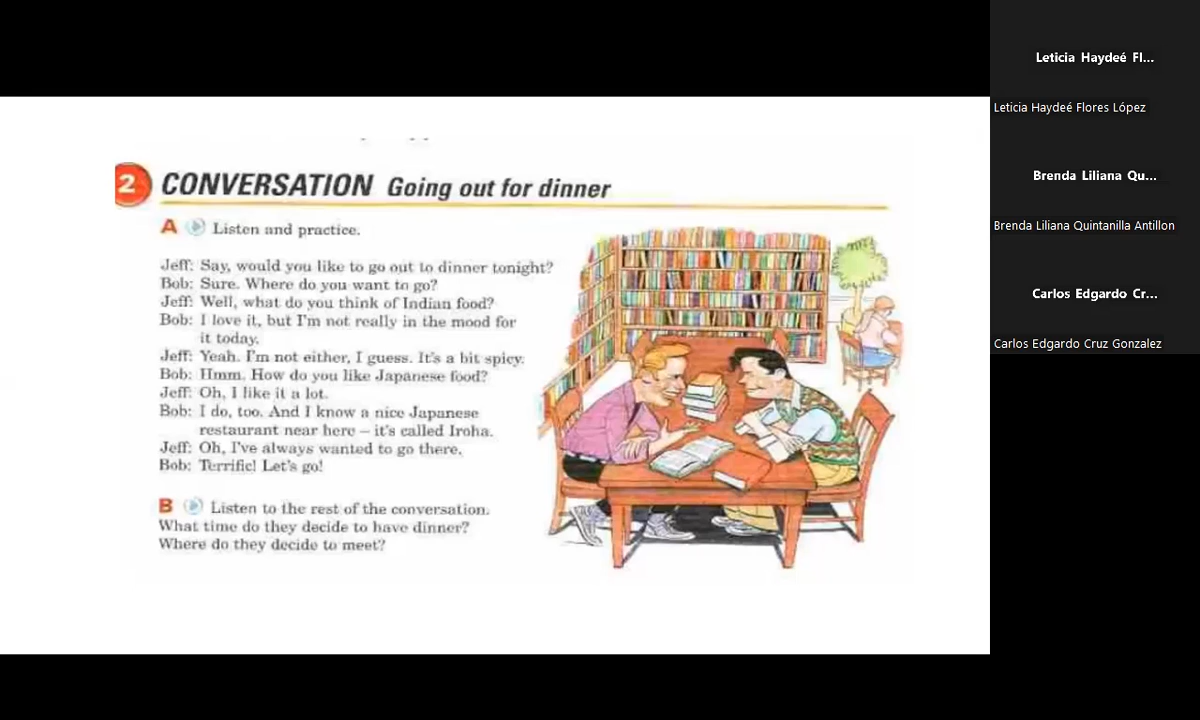 2 CONVERSATION Going out for dinner
A Listen and practice.
Jeff: Say, would you like to go out to dinner tonight?
Bob: Sure. Where do you want to go?
Jeff: Well, what do you think of Indian food?
Bob: I love it, but I'm not really in the mood for
it today.
Jeff: Yeah. I'm not either, I guess. It's a bit spicy.
Bob: Hmm. How do you like Japanese food?
Jeff: Oh, I like it a lot.
Bob: I do, too. And I know a nice Japanese
restaurant near here – it's called Iroha.
Jeff: Oh, I've always wanted to go there.
Bob: Terrific! Let's go!
B Listen to the rest of the conversation.
What time do they decide to have dinner?
Where do they decide to meet?
Leticia Haydeé Fl...
Leticia Haydeé Flores López
Brenda Liliana Qu...
Brenda Liliana Quintanilla Antillon
Carlos Edgardo Cr...
Carlos Edgardo Cruz Gonzalez